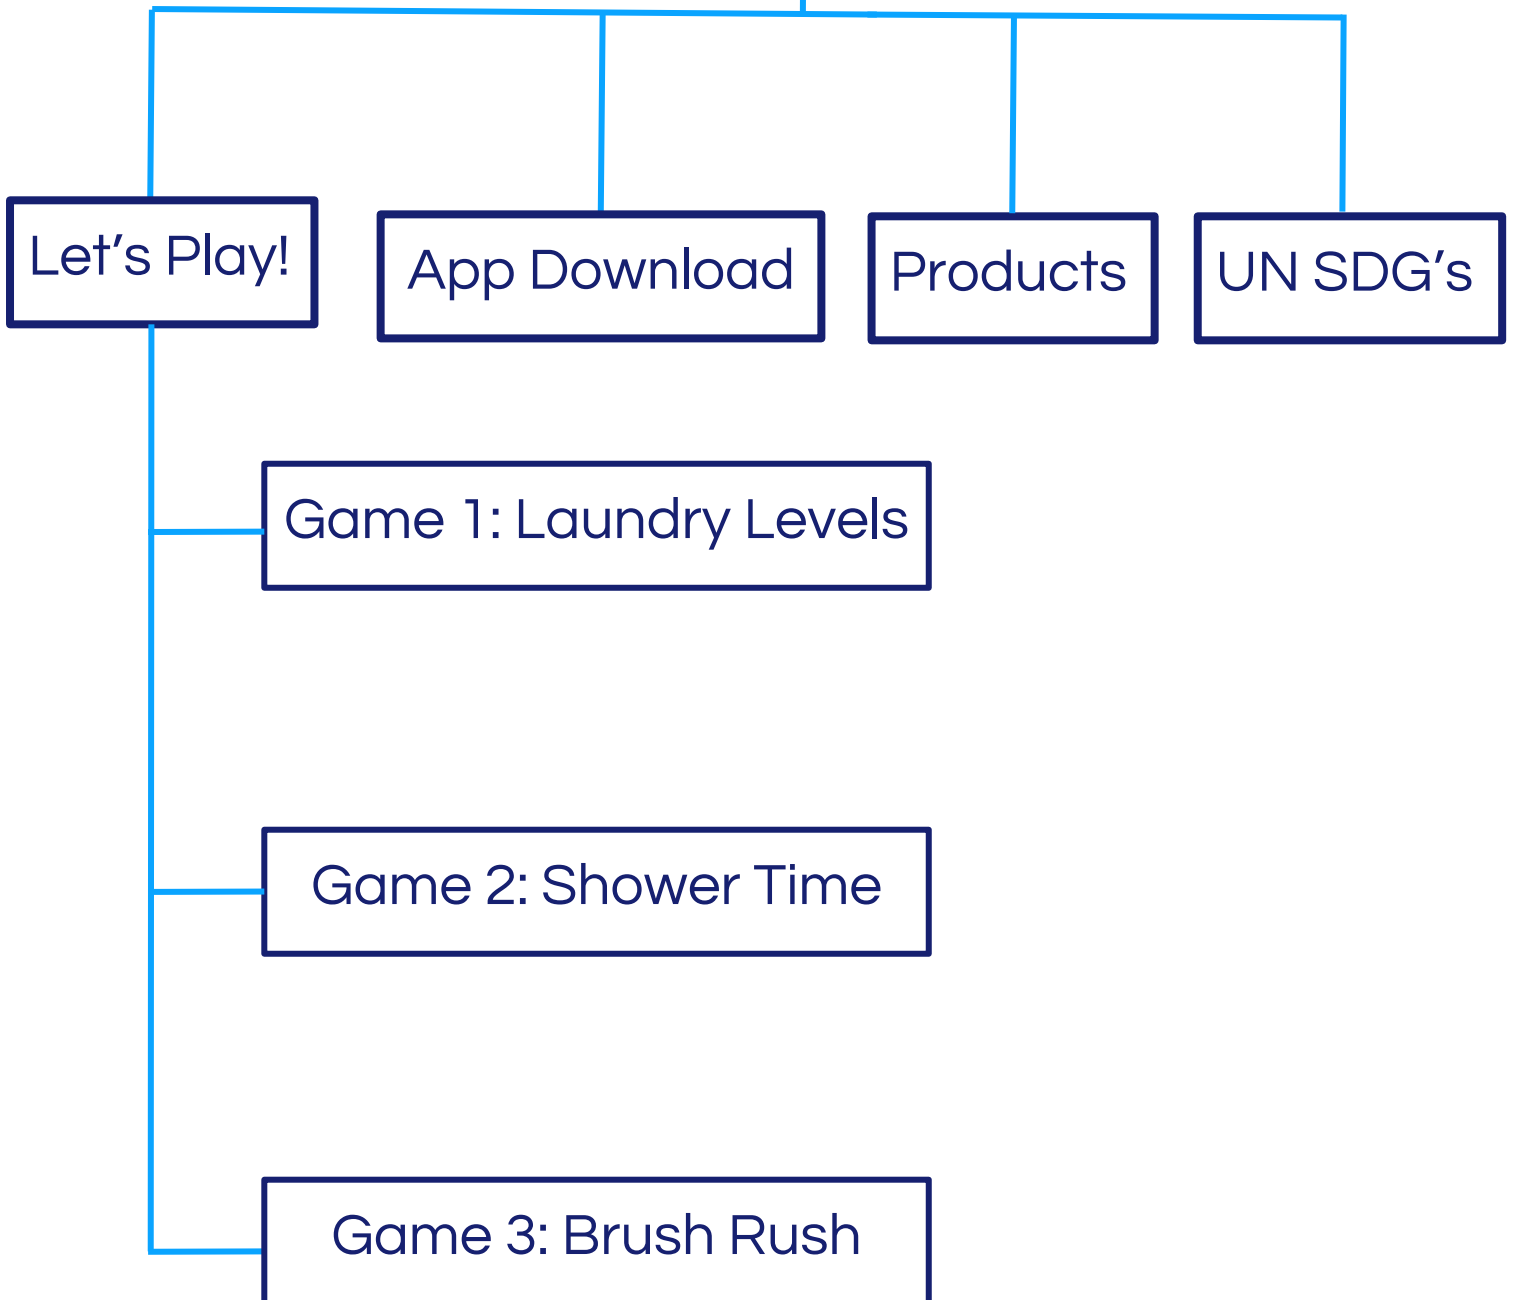 Let’s Play!
App Download
Products
UN SDG’s
Game 1: Laundry Levels
Game 2: Shower Time
Game 3: Brush Rush